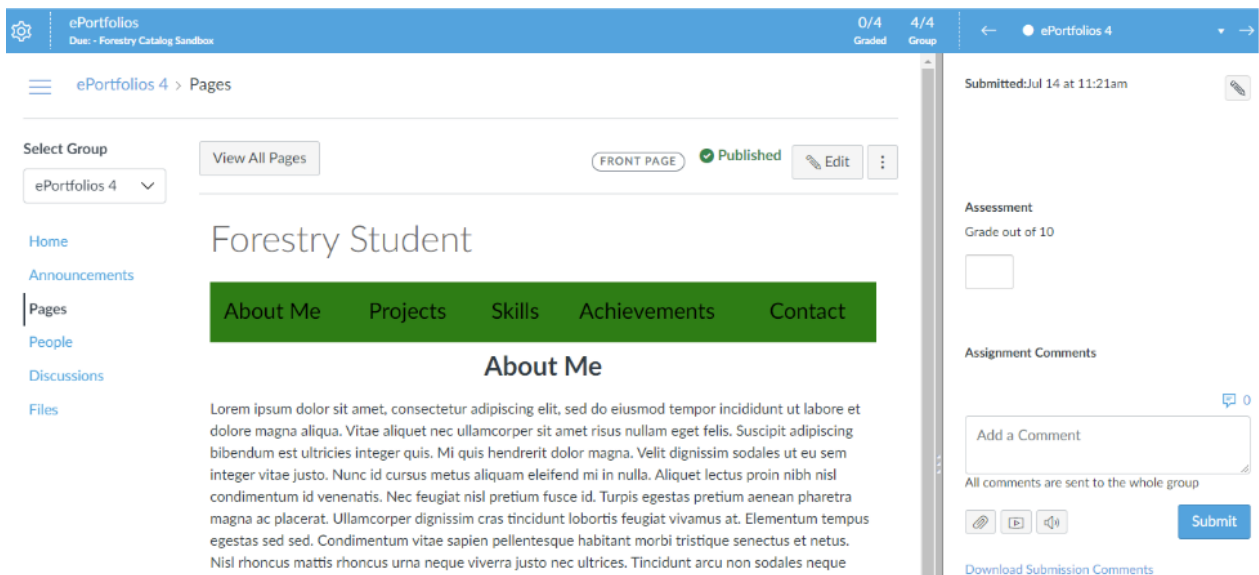 ePortfolios
Due: - Forestry Catalog Sandbox
0/4
Graded
4/4
Group
ePortfolios 4
ePortfolios 4 > Pages
Select Group
ePortfolios 4
Home
Announcements
Pages
People
Discussions
Files
View All Pages
FRONT PAGE
Published
Edit
Forestry Student
About Me Projects Skills Achievements Contact
About Me
Lorem ipsum dolor sit amet, consectetur adipiscing elit, sed do eiusmod tempor incididunt ut labore et
dolore magna aliqua. Vitae aliquet nec ullamcorper sit amet risus nullam eget felis. Suscipit adipiscing
bibendum est ultricies integer quis. Mi quis hendrerit dolor magna. Velit dignissim sodales ut eu sem
integer vitae justo. Nunc id cursus metus aliquam eleifend mi in nulla. Aliquet lectus proin nibh nisl
condimentum id venenatis. Nec feugiat nisl pretium fusce id. Turpis egestas pretium aenean pharetra
magna ac placerat. Ullamcorper dignissim cras tincidunt lobortis feugiat vivamus at. Elementum tempus
egestas sed sed. Condimentum vitae sapien pellentesque habitant morbi tristique senectus et netus.
Nisl rhoncus mattis rhoncus urna neque viverra justo nec ultrices. Tincidunt arcu non sodales neque
Submitted:Jul 14 at 11:21am
Assessment
Grade out of 10
Assignment Comments
0
Add a Comment
All comments are sent to the whole group
Submit
Download Submission Comments